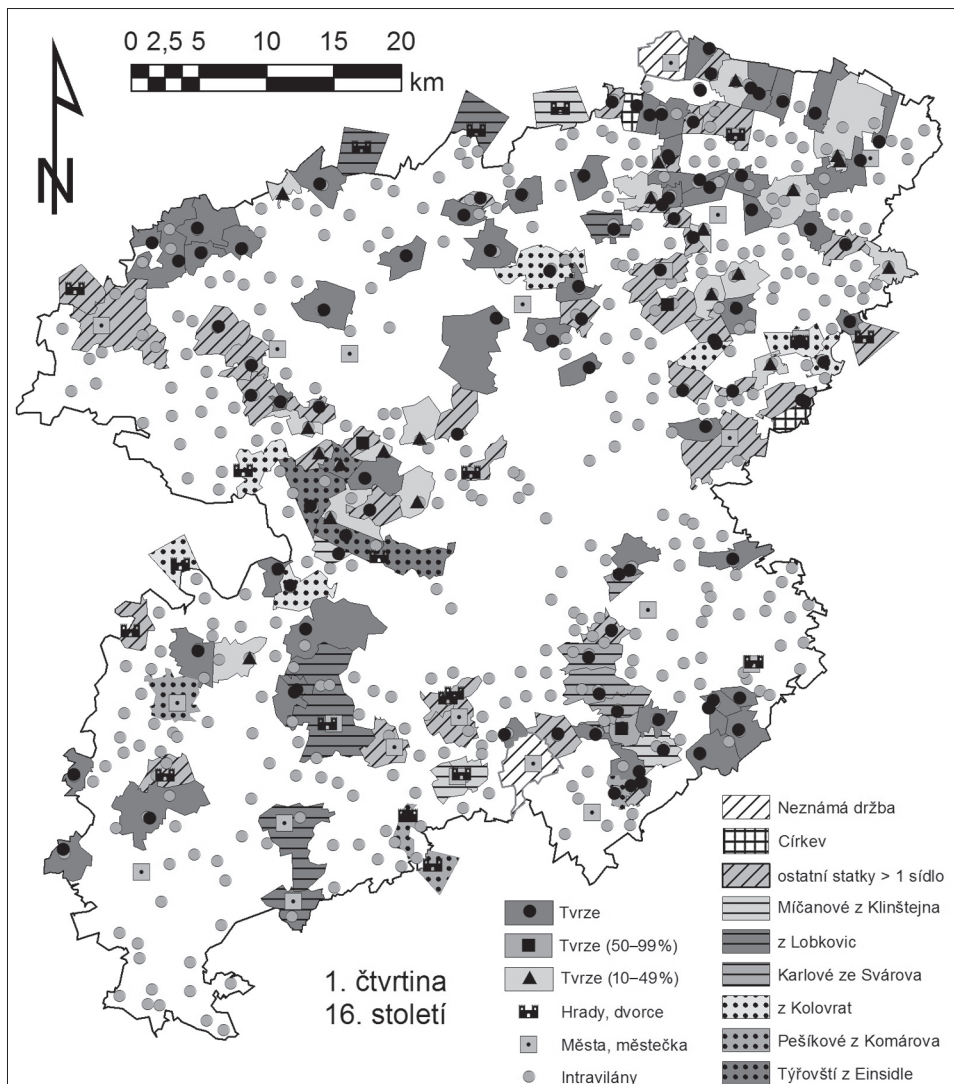 0 2,5 5 10 15 20
km
N
1. čtvrtina
16. století
Tvrze
Tvrze (50–99%)
Tvrze (10–49%)
Hrady, dvorce
Města, městečka
Intravilány
Neznámá držba
Církev
ostatní statky > 1 sídlo
Míčanové z Klinštejna
z Lobkovic
Karlové ze Svárova
z Kolovrat
Pešíkové z Komárova
Týřovští z Einsidle